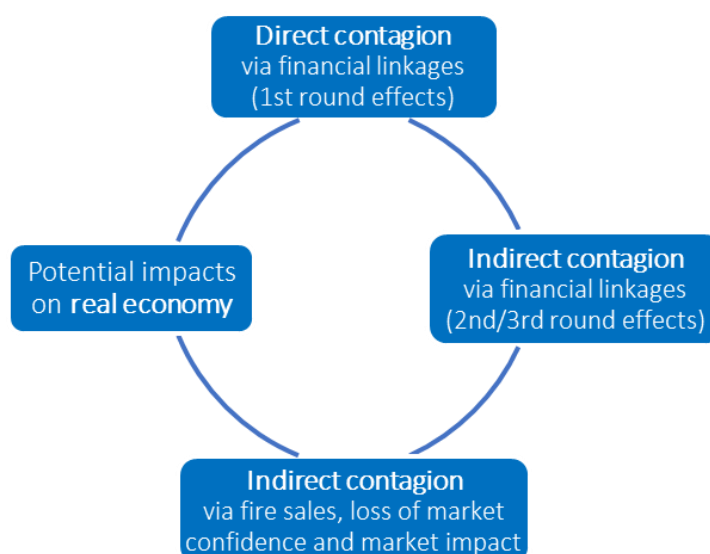 Direct contagion
via financial linkages
(1st round effects)
Indirect contagion
via financial linkages
(2nd/3rd round effects)
Indirect contagion
via fire sales, loss of market
confidence and market impact
Potential impacts
on real economy